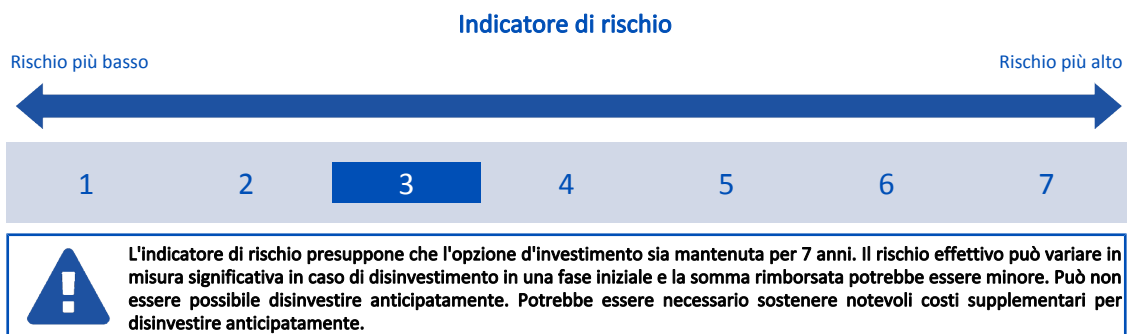 Indicatore di rischio
Rischio più basso
Rischio più alto
1 2 3 4 5 6 7
L'indicatore di rischio presuppone che l'opzione d'investimento sia mantenuta per 7 anni. Il rischio effettivo può variare in
misura significativa in caso di disinvestimento in una fase iniziale e la somma rimborsata potrebbe essere minore. Può non
essere possibile disinvestire anticipatamente. Potrebbe essere necessario sostenere notevoli costi supplementari per
disinvestire anticipatamente.